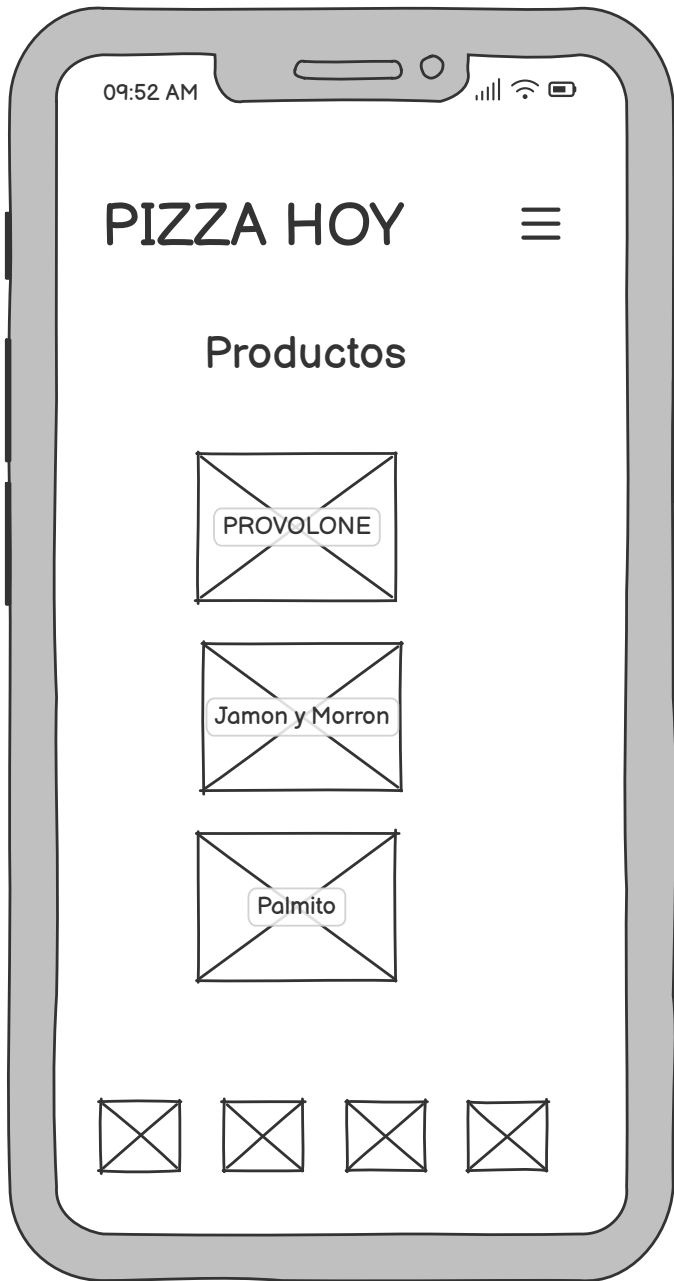 09:52 AM
PIZZA HOY
Productos
PROVOLONE
Jamon y Morron
Palmito